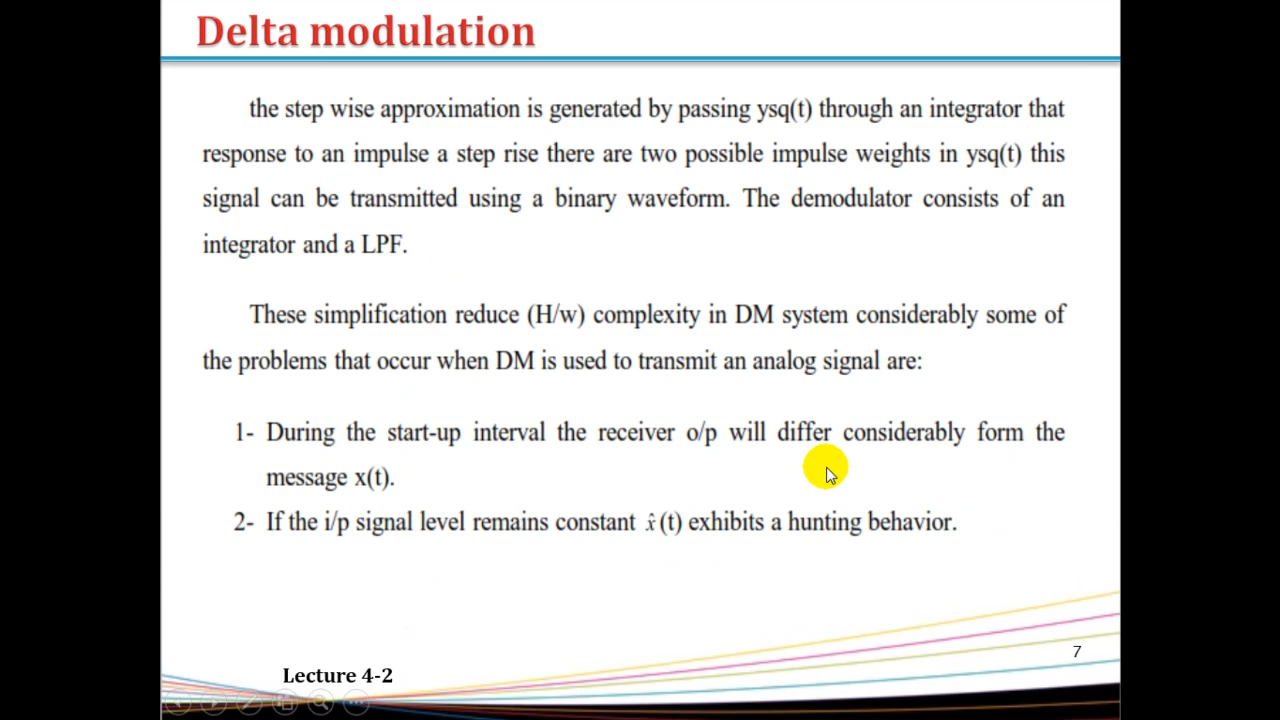 Delta modulation
the step wise approximation is generated by passing ysq(t) through an integrator that
response to an impulse a step rise there are two possible impulse weights in ysq(t) this
signal can be transmitted using a binary waveform. The demodulator consists of an
integrator and a LPF.
These simplification reduce (H/w) complexity in DM system considerably some of
the problems that occur when DM is used to transmit an analog signal are:
1- During the start-up interval the receiver o/p will differ considerably form the
message x(t).
2- If the i/p signal level remains constant x̂(t) exhibits a hunting behavior.
7
Lecture 4-2